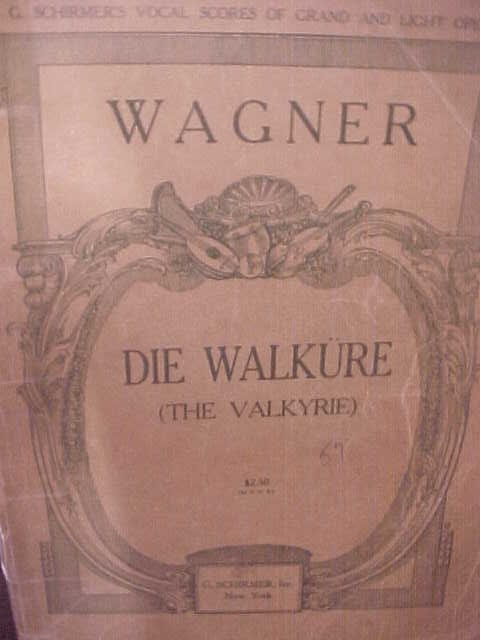 G. SCHIRMER'S VOCAL SCORES OF GRAND AND LIGHT OP
WAGNER
DIE WALKÜRE
(THE VALKYRIE)
67
$2.50
G. SCHIRMER, Inc.
New York